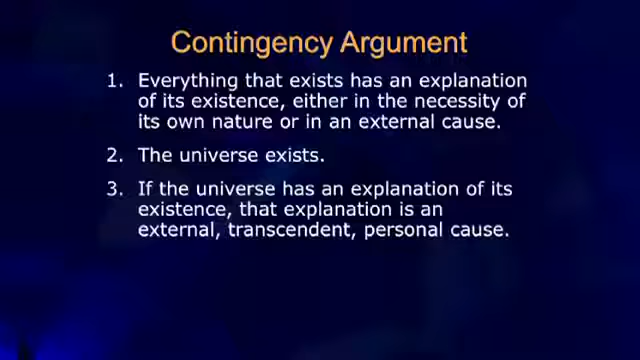 Contingency Argument
1. Everything that exists has an explanation
of its existence, either in the necessity of
its own nature or in an external cause.
2. The universe exists.
3. If the universe has an explanation of its
existence, that explanation is an
external, transcendent, personal cause.